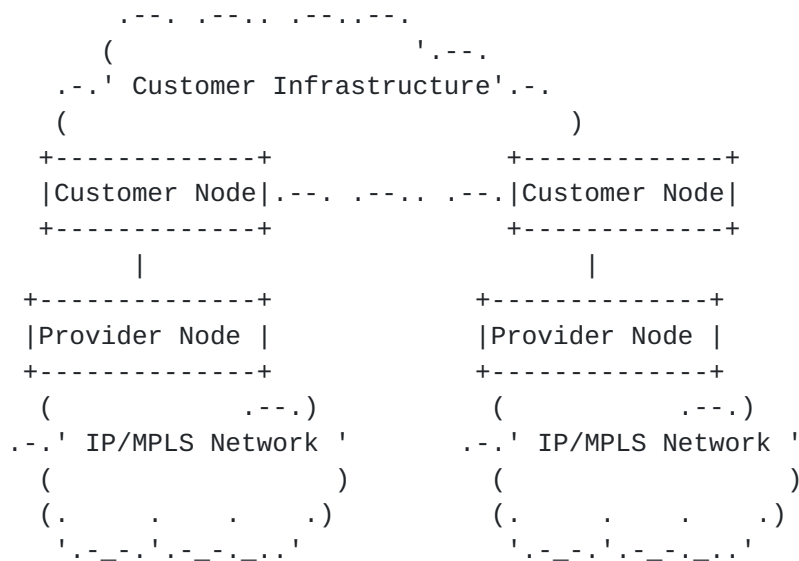 Customer Infrastructure
Customer Node Customer Node
Provider Node Provider Node
IP/MPLS Network IP/MPLS Network